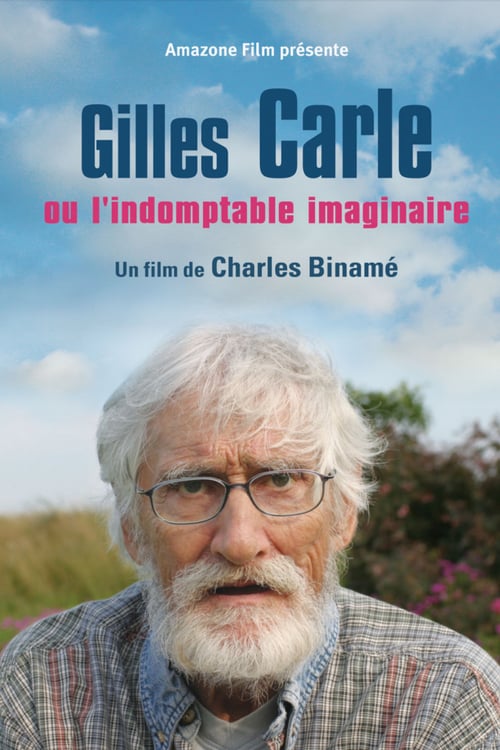 Amazone Film présente
Gilles Carle
ou l'indomptable imaginaire
Un film de Charles Binamé